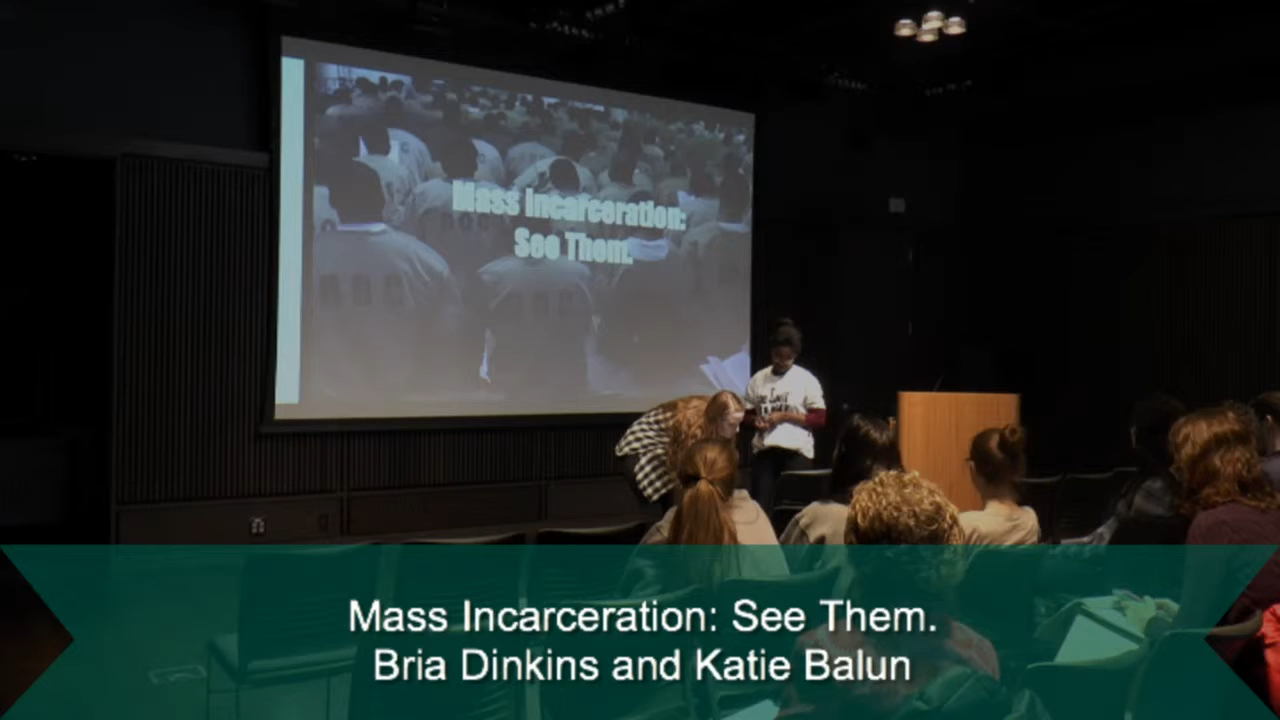 Mass Incarceration:
See Them.
Mass Incarceration: See Them.
Bria Dinkins and Katie Balun